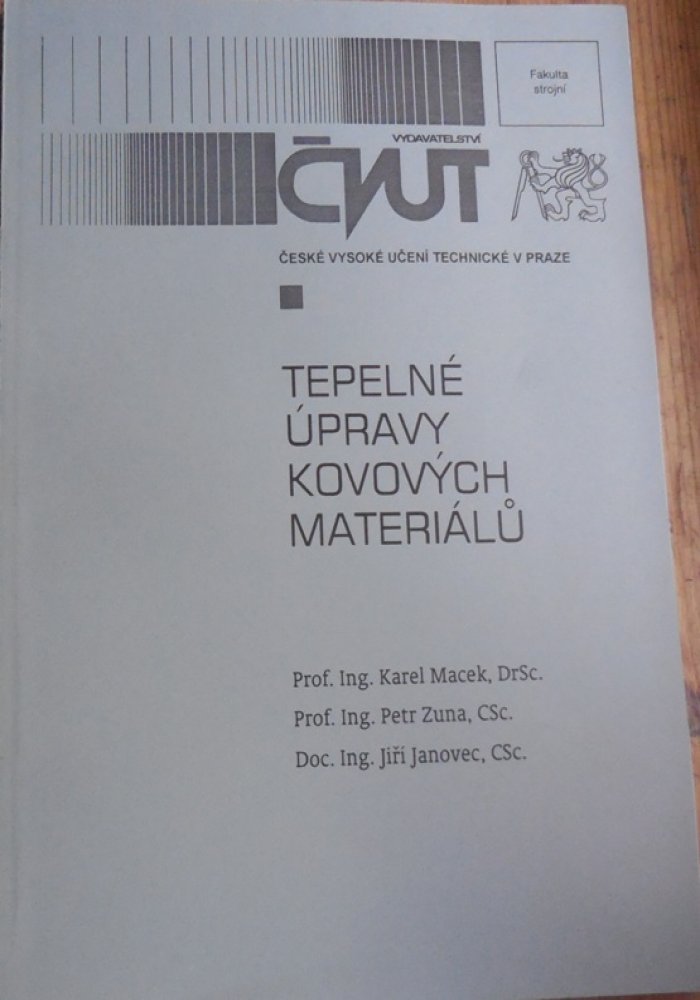 Fakulta
strojní
VYDAVATELSTVÍ
ČVUT
ČESKÉ VYSOKÉ UČENÍ TECHNICKÉ V PRAZE
TEPELNÉ
ÚPRAVY
KOVOVÝCH
MATERIÁLŮ
Prof. Ing. Karel Macek, DrSc.
Prof. Ing. Petr Zuna, CSc.
Doc. Ing. Jiří Janovec, CSc.